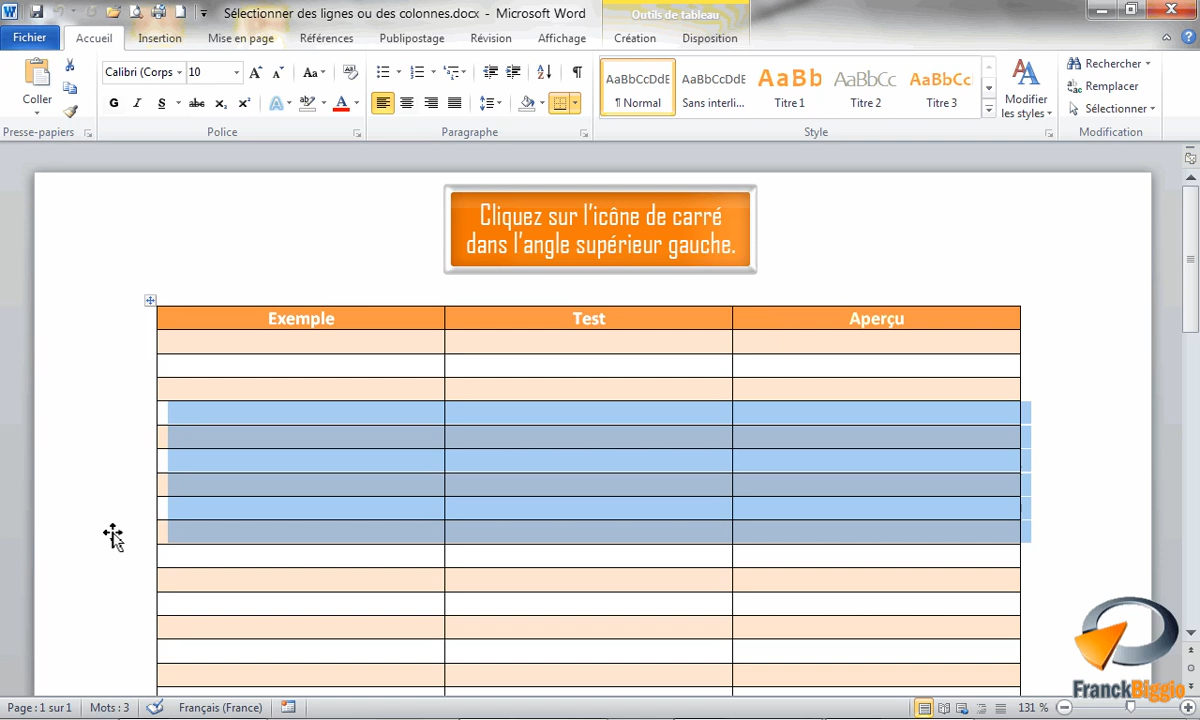 Sélectionner des lignes ou des colonnes.docx - Microsoft Word
Outils de tableau
Fichier Accueil Insertion Mise en page Références Publipostage Révision Affichage Création Disposition
Coller
Calibri (Corps 10
Aa
G I S abc x₂ x²
AaBbCcDdE AaBbCcDdE AaBb AaBbCc AaBbCc
¶ Normal Sans interli... Titre 1 Titre 2 Titre 3
Modifier
les styles
Rechercher
Remplacer
Sélectionner
Presse-papiers Police Paragraphe Style Modification
Cliquez sur l'icône de carré
dans l'angle supérieur gauche.
Exemple Test Aperçu
FranckBiggio
Page : 1 sur 1 Mots : 3 Français (France) 131 %